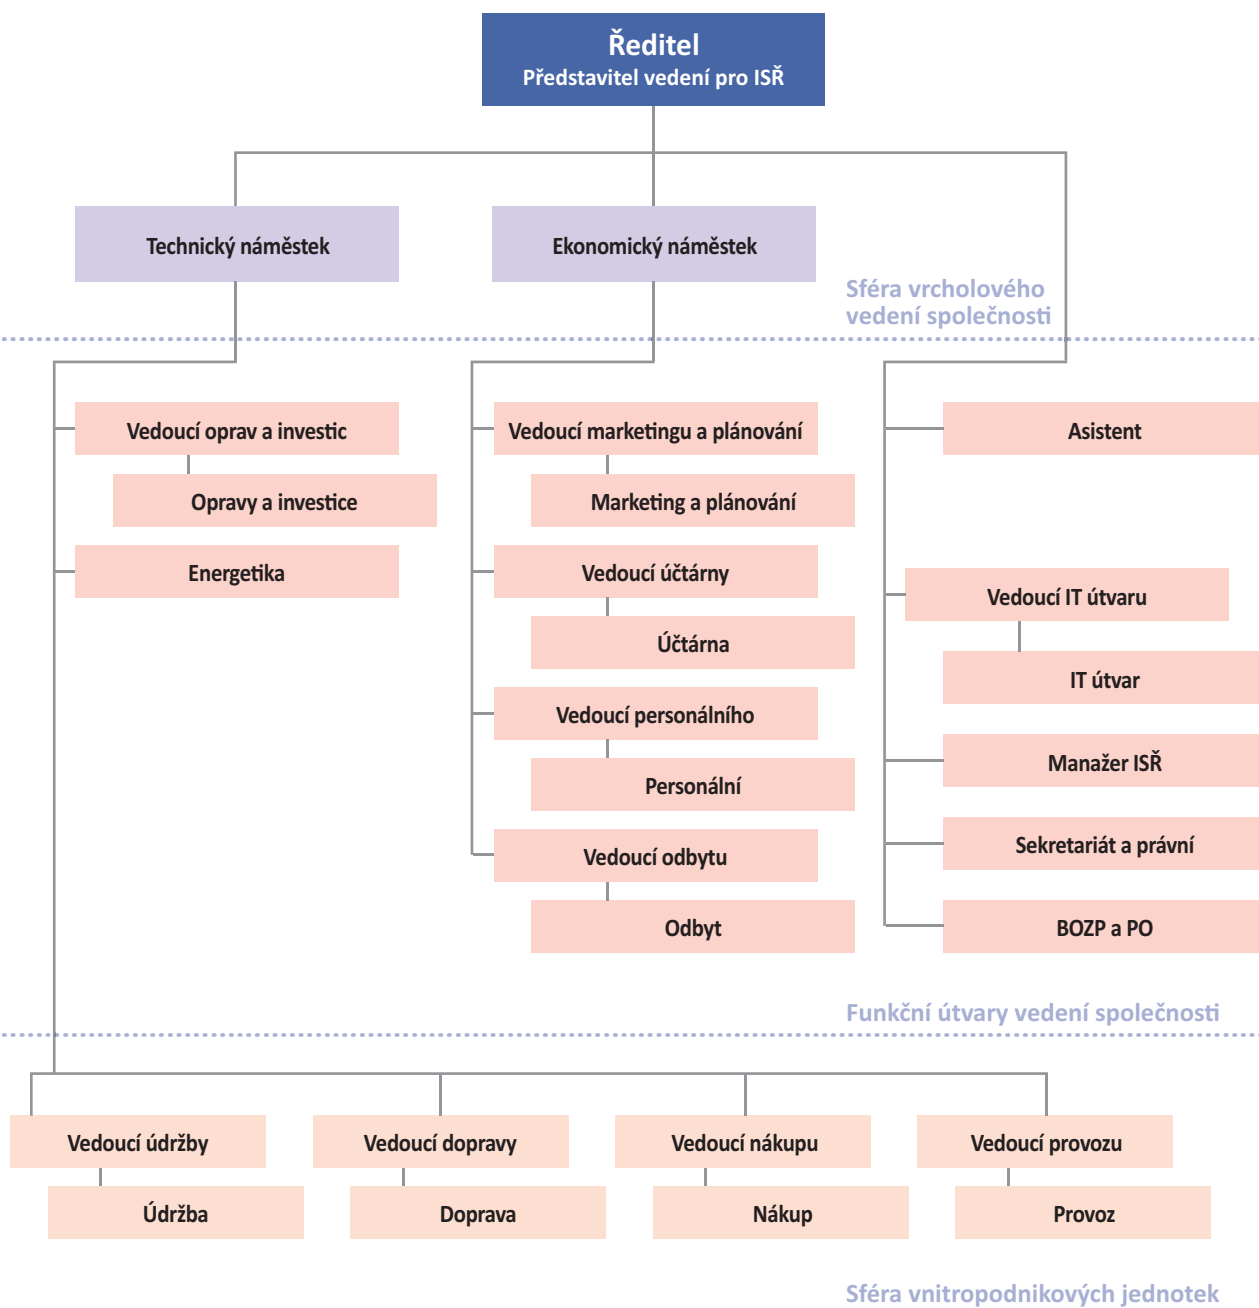 Ředitel
Představitel vedení pro ISŘ
Technický náměstek
Ekonomický náměstek
Sféra vrcholového
vedení společnosti
Vedoucí oprav a investic
Opravy a investice
Energetika
Vedoucí marketingu a plánování
Marketing a plánování
Vedoucí účtárny
Účtárna
Vedoucí personálního
Personální
Vedoucí odbytu
Odbyt
Asistent
Vedoucí IT útvaru
IT útvar
Manažer ISŘ
Sekretariát a právní
BOZP a PO
Funkční útvary vedení společnosti
Vedoucí údržby
Údržba
Vedoucí dopravy
Doprava
Vedoucí nákupu
Nákup
Vedoucí provozu
Provoz
Sféra vnitropodnikových jednotek